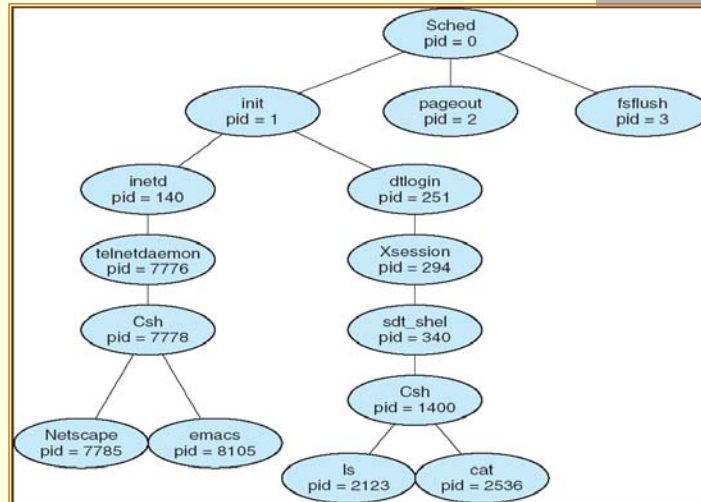 Sched
pid = 0
init
pid = 1
pageout
pid = 2
fsflush
pid = 3
inetd
pid = 140
dtlogin
pid = 251
telnetdaemon
pid = 7776
Xsession
pid = 294
Csh
pid = 7778
sdt_shel
pid = 340
Csh
pid = 1400
Netscape
pid = 7785
emacs
pid = 8105
ls
pid = 2123
cat
pid = 2536